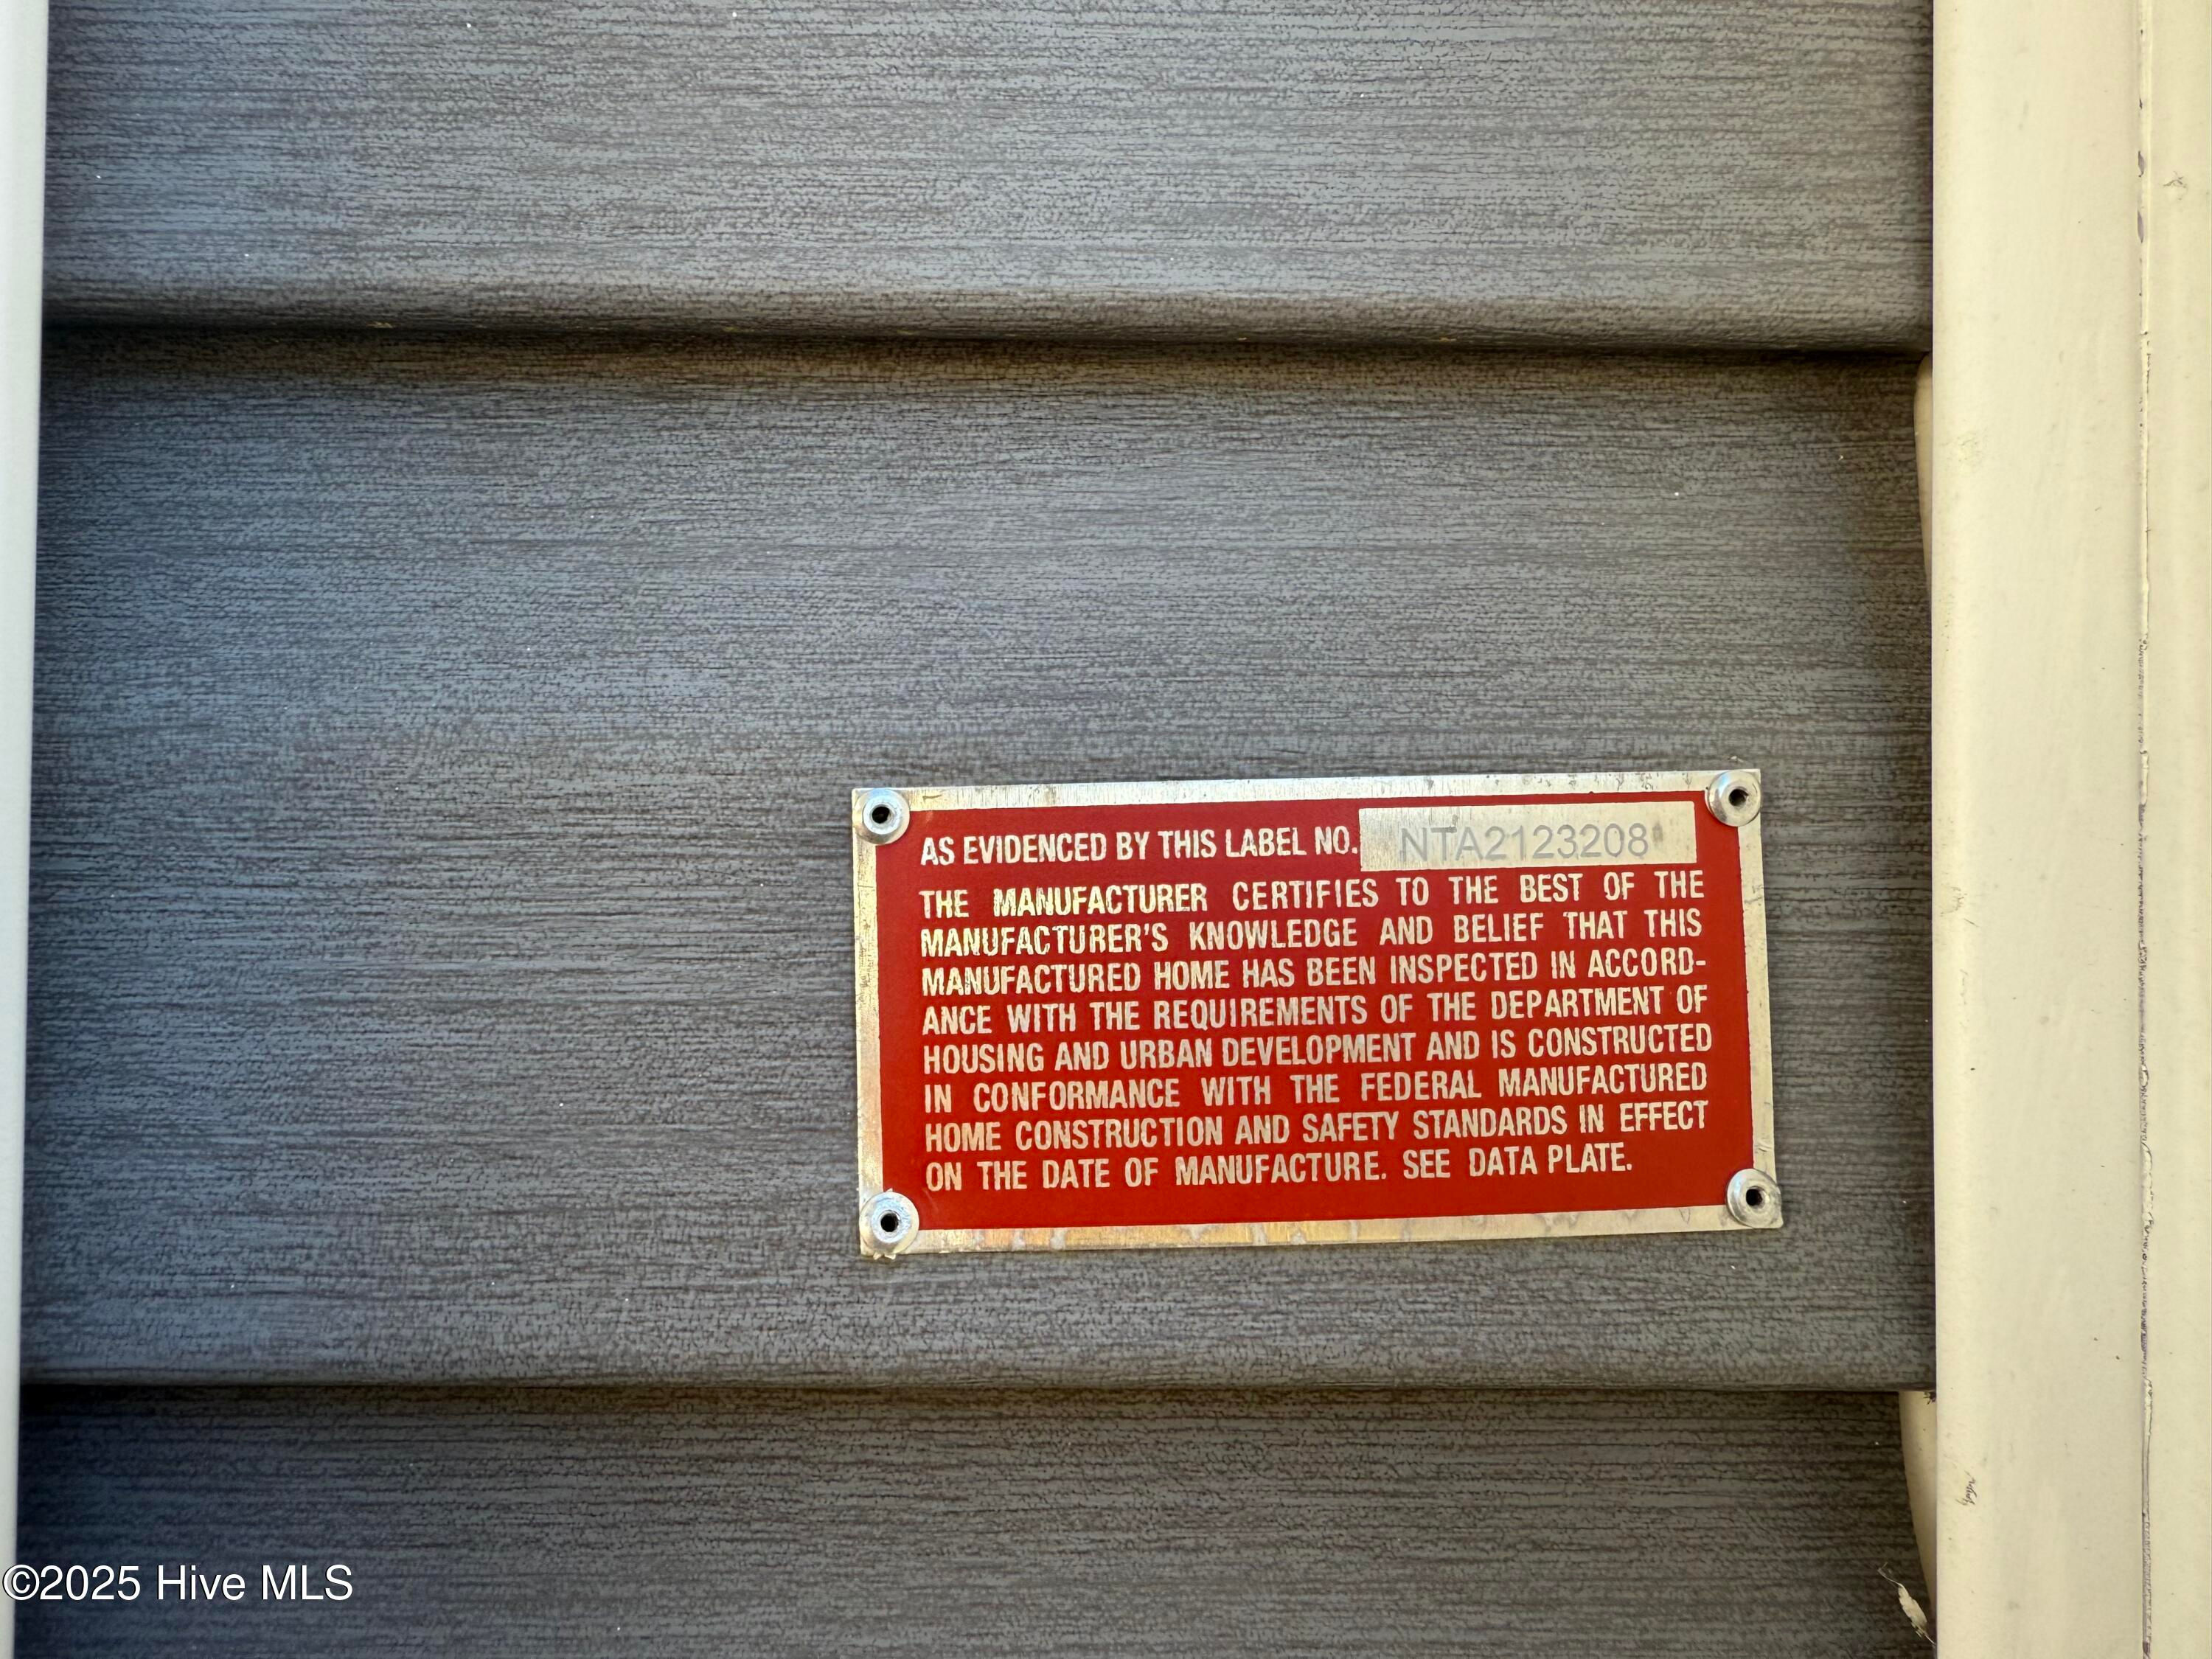 AS EVIDENCED BY THIS LABEL NO. NTA2123208
THE MANUFACTURER CERTIFIES TO THE BEST OF THE
MANUFACTURER'S KNOWLEDGE AND BELIEF THAT THIS
MANUFACTURED HOME HAS BEEN INSPECTED IN ACCORD-
ANCE WITH THE REQUIREMENTS OF THE DEPARTMENT OF
HOUSING AND URBAN DEVELOPMENT AND IS CONSTRUCTED
IN CONFORMANCE WITH THE FEDERAL MANUFACTURED
HOME CONSTRUCTION AND SAFETY STANDARDS IN EFFECT
ON THE DATE OF MANUFACTURE. SEE DATA PLATE.
©2025 Hive MLS